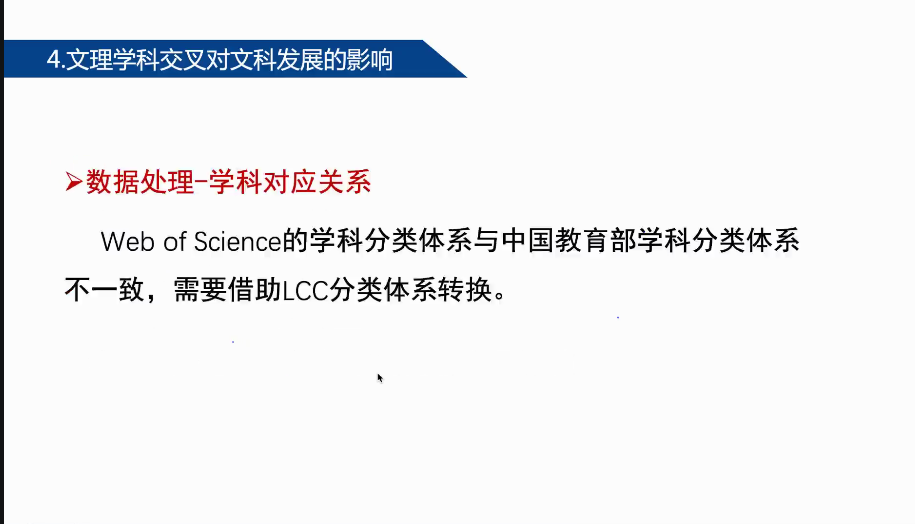 4.文理学科交叉对文科发展的影响
➢数据处理-学科对应关系
Web of Science的学科分类体系与中国教育部学科分类体系
不一致，需要借助LCC分类体系转换。